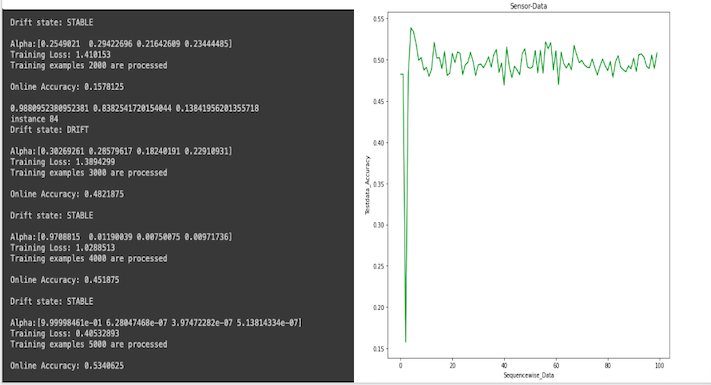 Drift state: STABLE
Alpha:[0.2549021 0.29422696 0.21642609 0.23444485]
Training Loss: 1.410153
Training examples 2000 are processed
Online Accuracy: 0.1578125
0.9880952380952381 0.8382541720154044 0.13841956201355718
instance 84
Drift state: DRIFT
Alpha:[0.30269261 0.28579617 0.18240191 0.22910931]
Training Loss: 1.3894299
Training examples 3000 are processed
Online Accuracy: 0.4821875
Drift state: STABLE
Alpha:[0.9708815 0.01190039 0.00750075 0.00971736]
Training Loss: 1.0288513
Training examples 4000 are processed
Online Accuracy: 0.451875
Drift state: STABLE
Alpha:[9.99998461e-01 6.28047468e-07 3.97472282e-07 5.13814334e-07]
Training Loss: 0.40532893
Training examples 5000 are processed
Online Accuracy: 0.5340625
Sensor-Data
0.55
0.50
0.45
0.40
0.35
0.30
0.25
0.20
0.15
Testdata_Accuracy
0 20 40 60 80 100
Sequencewise_Data